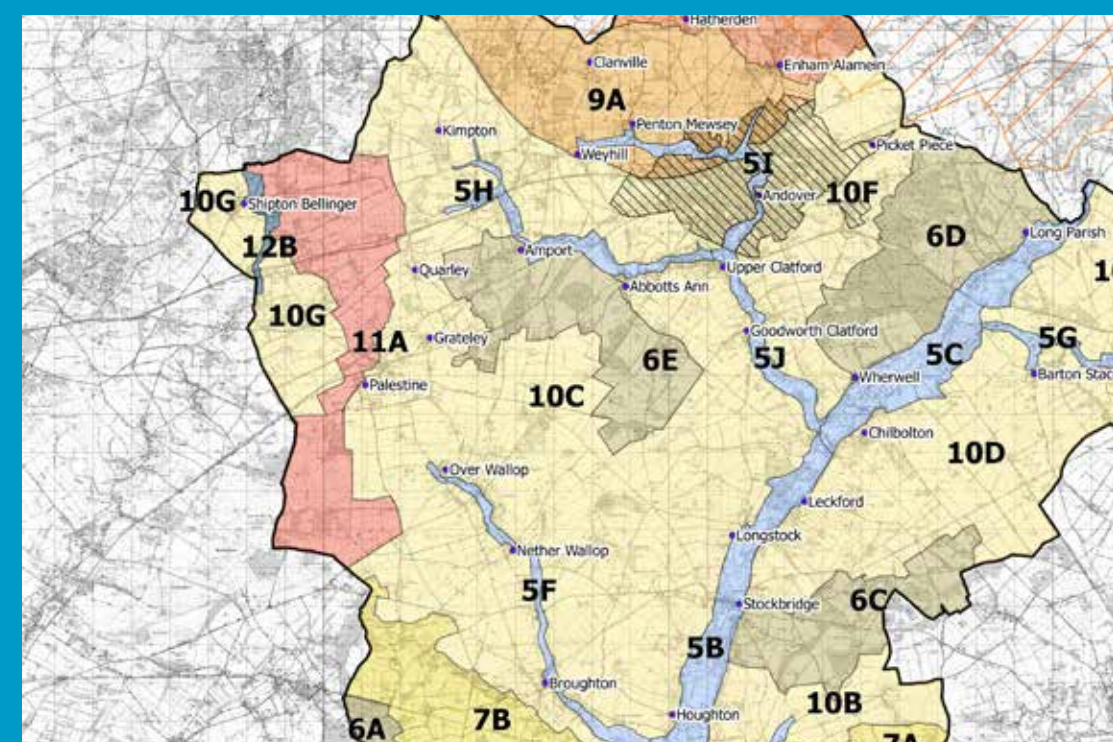 Hatherden
Clanville
Enham Alamein
9A
Penton Mewsey
Kimpton
Weyhill
Picket Piece
5I
5H
Andover
10F
10G
Shipton Bellinger
12B
6D
Long Parish
Amport
Quarley
Upper Clatford
Abbotts Ann
10G
11A
Grateley
Goodworth Clatford
5G
6E
5J
5C
Palestine
Wherwell
Barton Stac
10C
Chilbolton
10D
Over Wallop
Leckford
Longstock
Nether Wallop
5F
Stockbridge
6C
5B
Broughton
10B
Houghton
7B
6A
7A